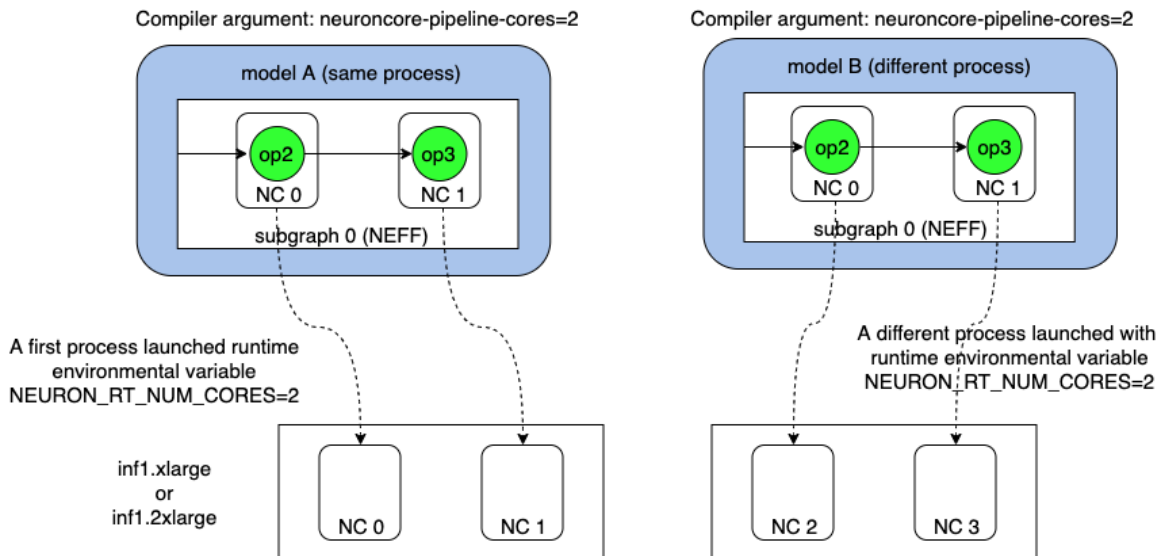 Compiler argument: neuroncore-pipeline-cores=2
model A (same process)
op2
op3
NC 0
NC 1
subgraph 0 (NEFF)
Compiler argument: neuroncore-pipeline-cores=2
model B (different process)
op2
op3
NC 0
NC 1
subgraph 0 (NEFF)
A first process launched runtime
environmental variable
NEURON_RT_NUM_CORES=2
A different process launched with
runtime environmental variable
NEURON_RT_NUM_CORES=2
inf1.xlarge
or
inf1.2xlarge
NC 0
NC 1
NC 2
NC 3